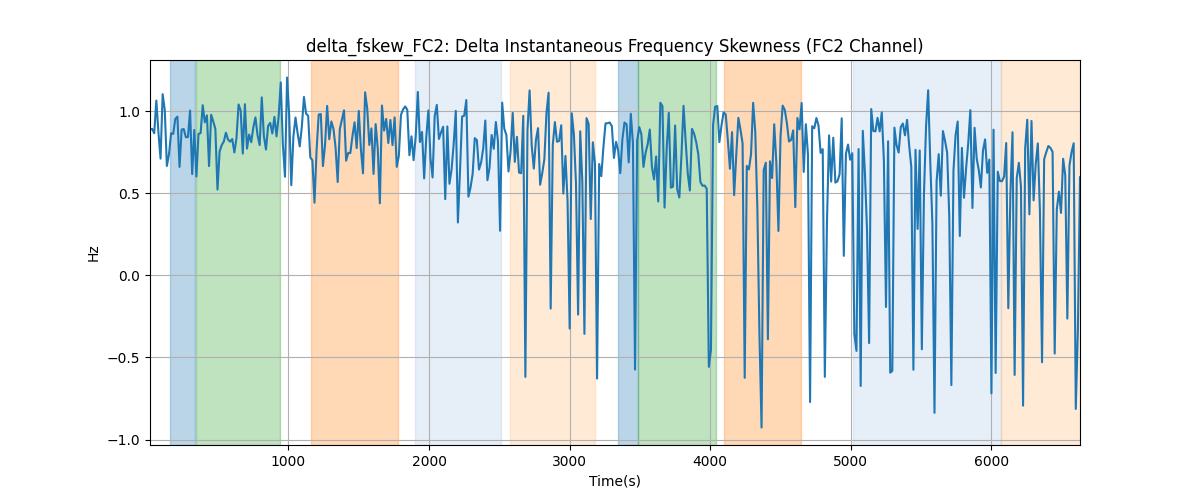 delta_fskew_FC2: Delta Instantaneous Frequency Skewness (FC2 Channel)
1.0
0.5
0.0
−0.5
−1.0
Hz
1000 2000 3000 4000 5000 6000
Time(s)